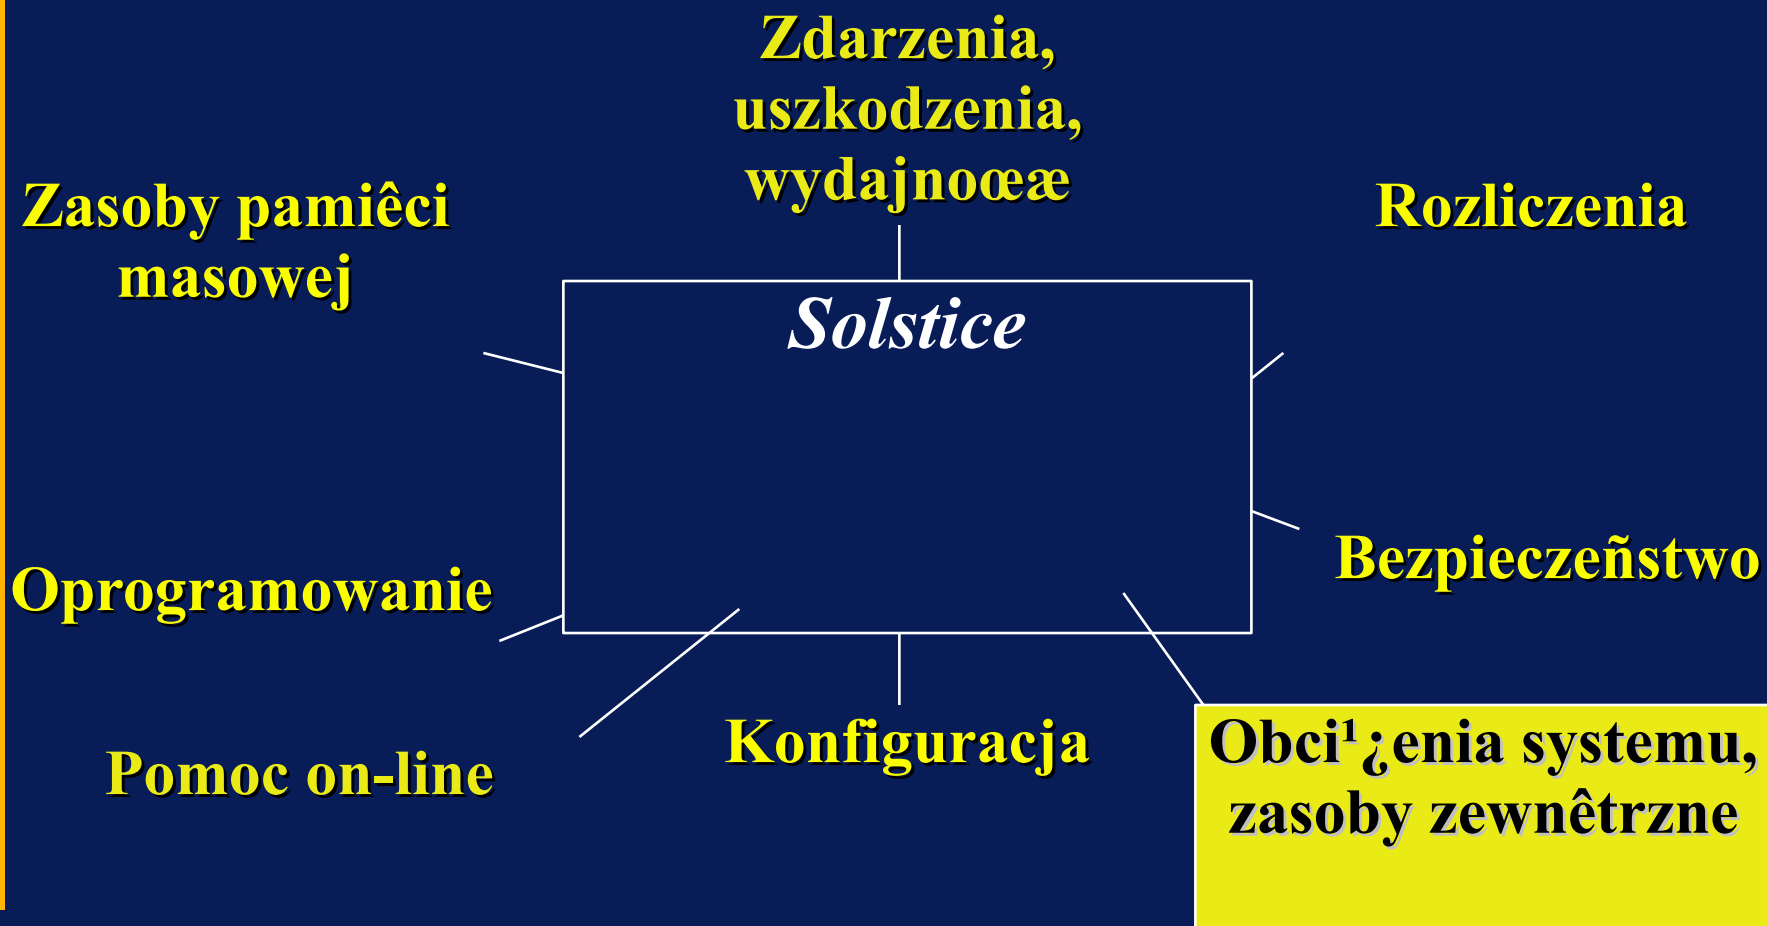 Zdarzenia,
uszkodzenia,
wydajnoœæ
Zasoby pamiêci
masowej
Rozliczenia
Solstice
Oprogramowanie
Bezpieczeñstwo
Pomoc on-line
Konfiguracja
Obci¹¿enia systemu,
zasoby zewnêtrzne